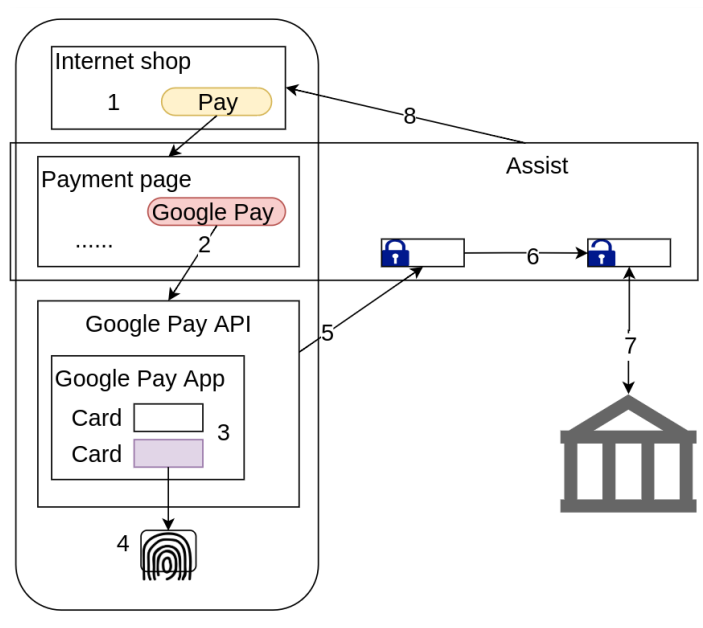 Internet shop
1
Pay
8
Assist
Payment page
Google Pay
......
2
6
Google Pay API
5
7
Google Pay App
Card
3
Card
4